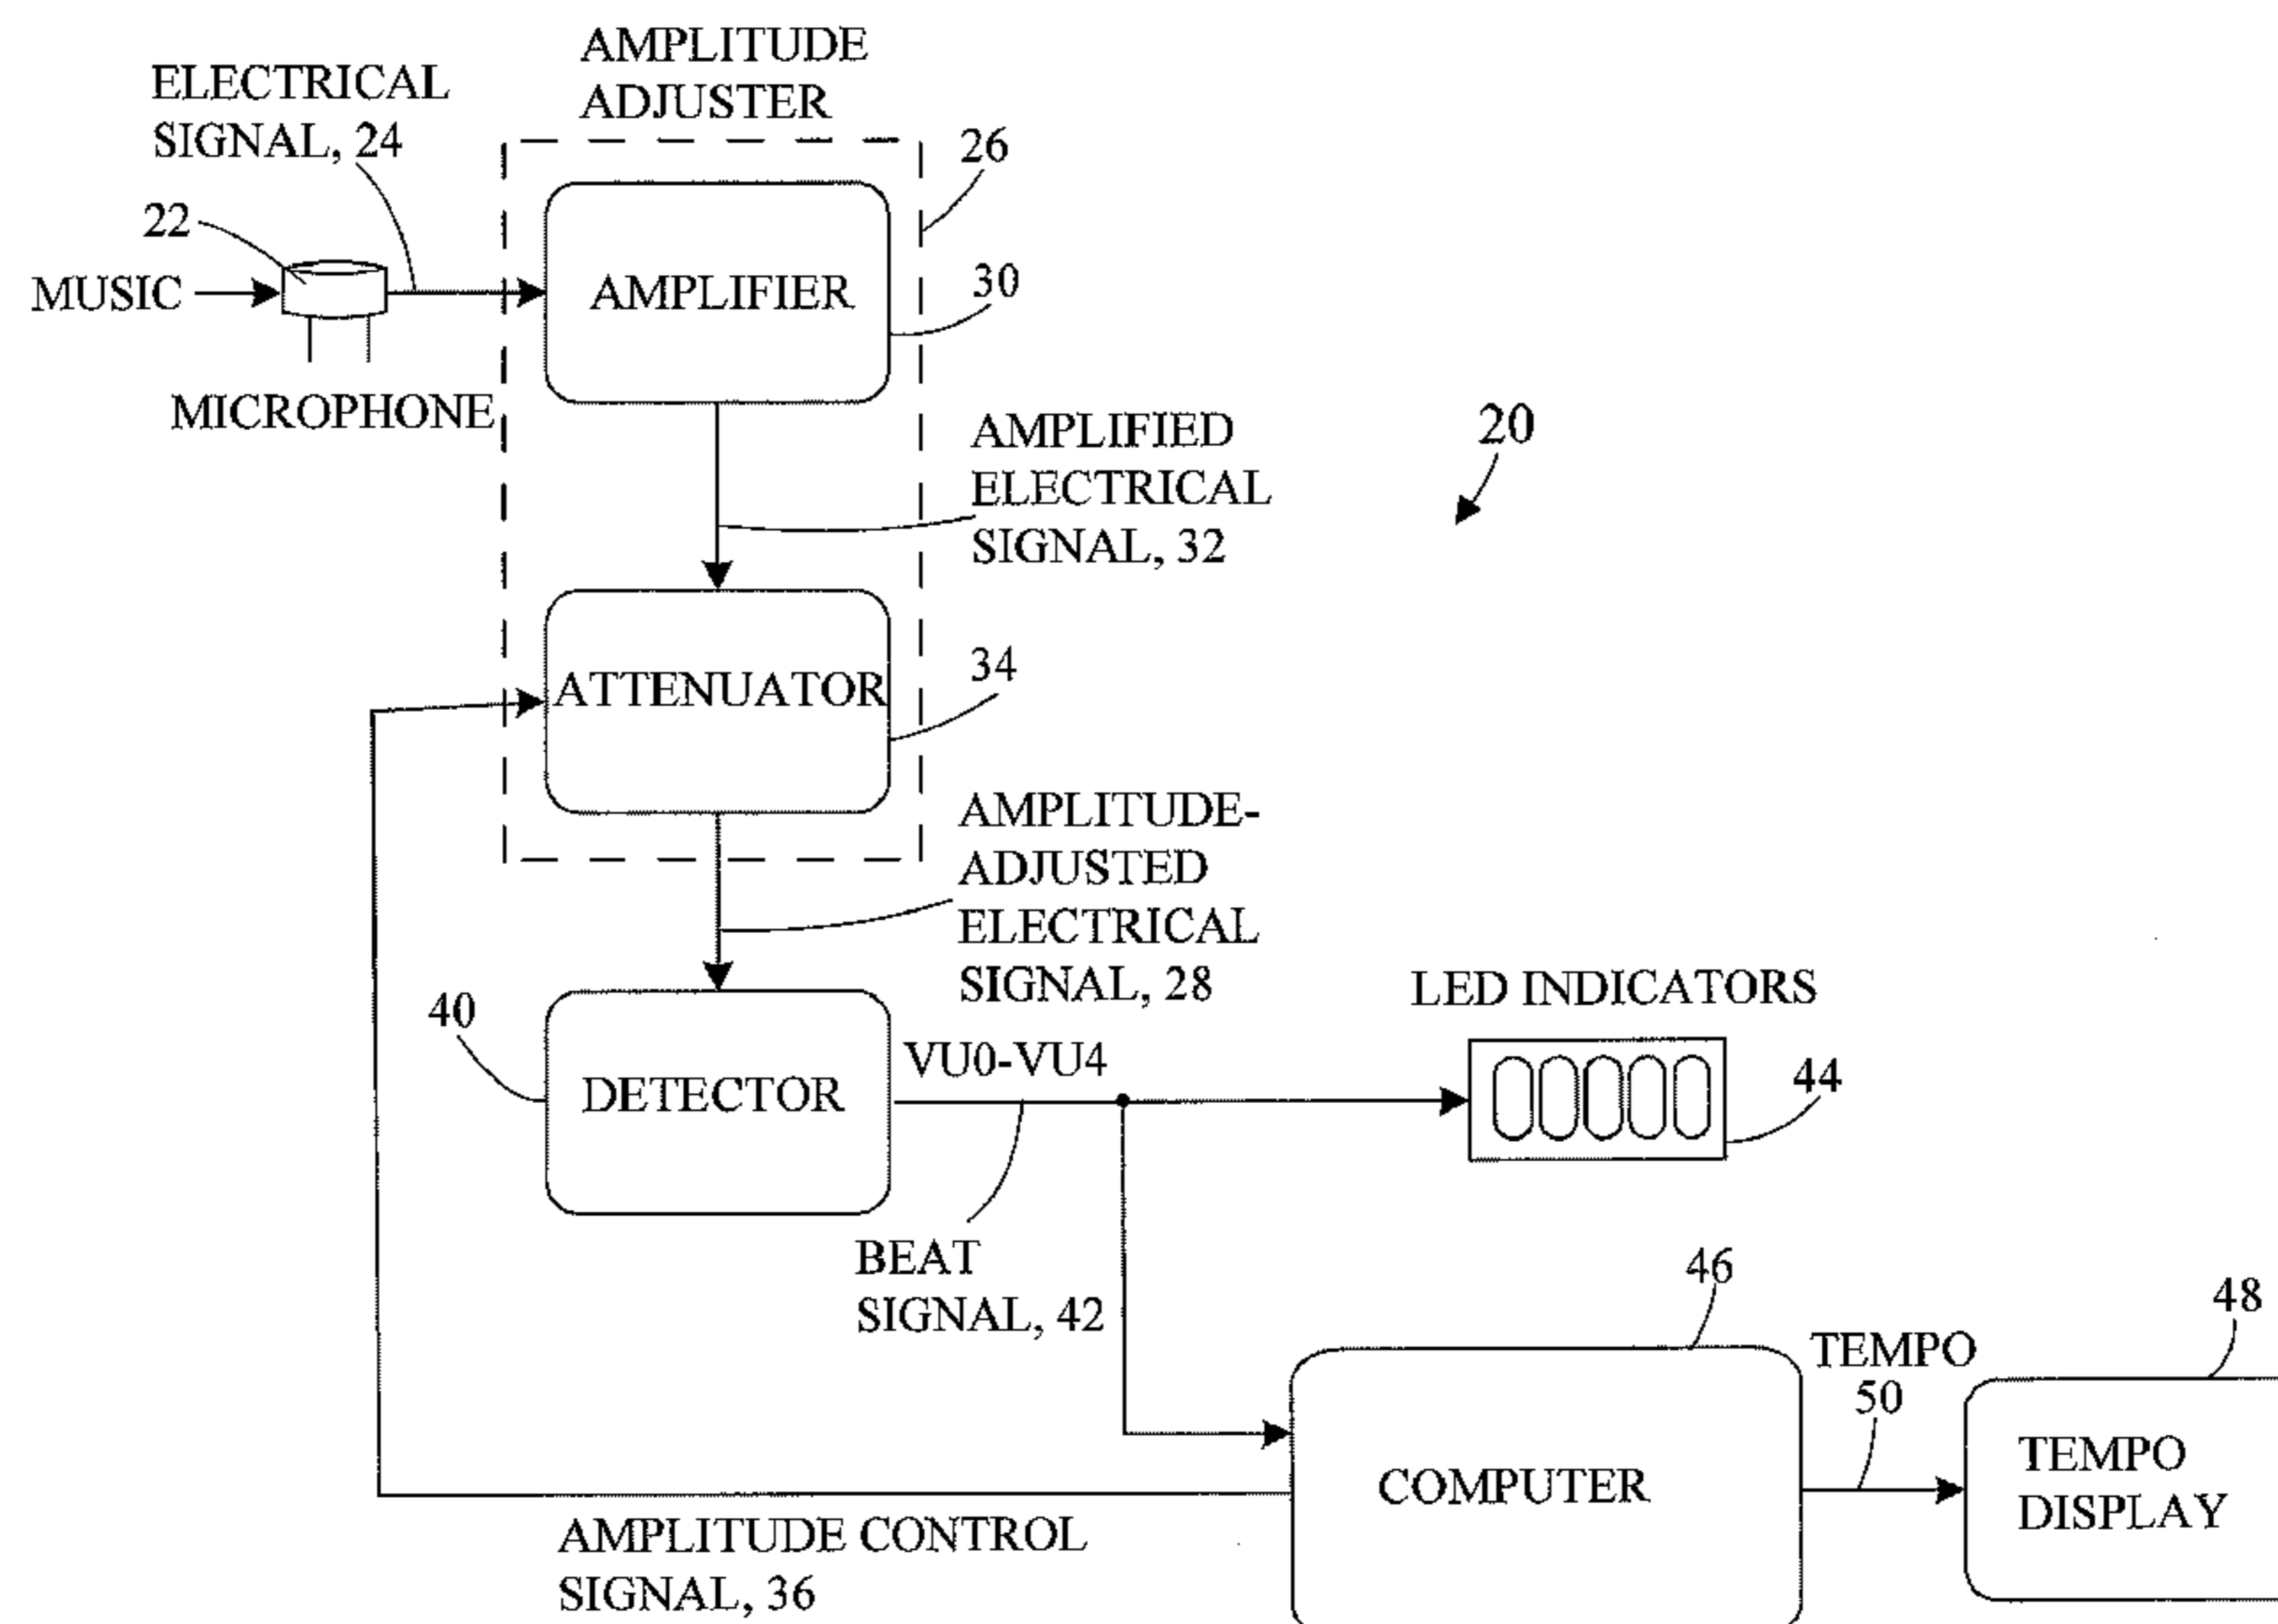 AMPLITUDE
ADJUSTER
ELECTRICAL
SIGNAL, 24
26
22
MUSIC
AMPLIFIER
30
MICROPHONE
AMPLIFIED
ELECTRICAL
SIGNAL, 32
20
ATTENUATOR
34
AMPLITUDE-
ADJUSTED
ELECTRICAL
SIGNAL, 28
LED INDICATORS
40
VU0-VU4
DETECTOR
44
BEAT
SIGNAL, 42
46
48
TEMPO
50
TEMPO
DISPLAY
COMPUTER
AMPLITUDE CONTROL
SIGNAL, 36